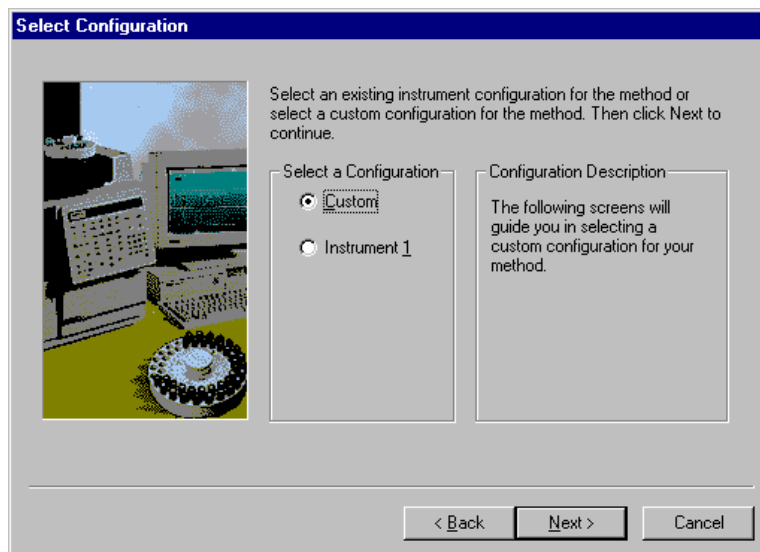 Select Configuration
Select an existing instrument configuration for the method or
select a custom configuration for the method. Then click Next to
continue.
Select a Configuration
Custom
Instrument 1
Configuration Description
The following screens will
guide you in selecting a
custom configuration for your
method.
< Back
Next >
Cancel